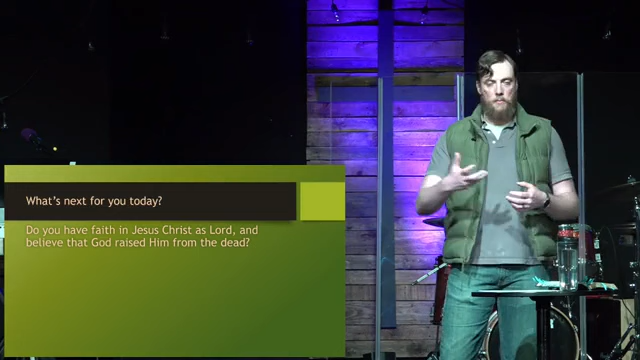 What's next for you today?
Do you have faith in Jesus Christ as Lord, and
believe that God raised Him from the dead?